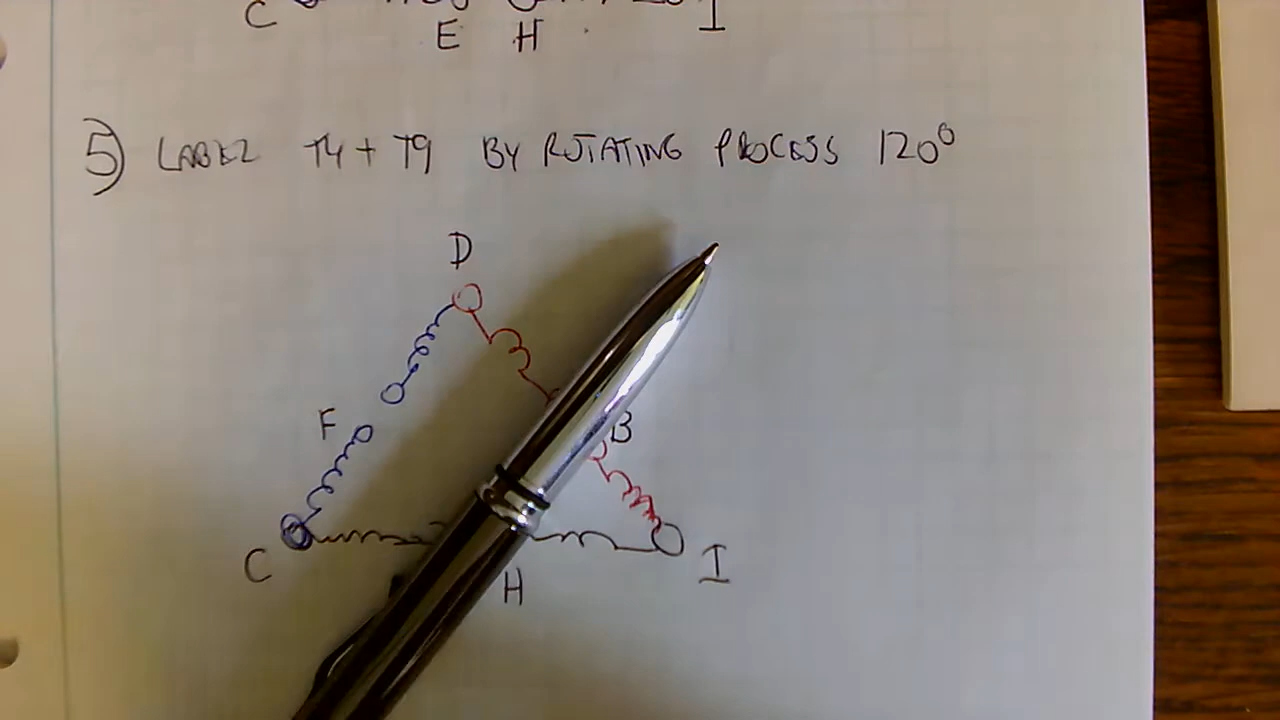 C
E H I
5) LABEL T4 + T9 BY ROTATING PROCESS 120°
D
F B
C H I